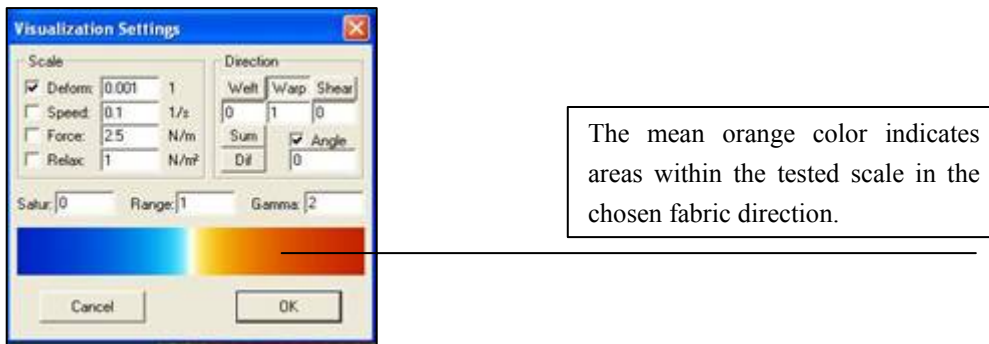 Visualization Settings
Scale Direction
Deform: 0.001 1 Weft Warp Shear
Speed: 0.1 1/s 0 1 0
Force: 2.5 N/m Sum Angle
Relax: 1 N/m² Dif 0
Satur: 0 Range: 1 Gamma: 2
Cancel OK
The mean orange color indicates
areas within the tested scale in the
chosen fabric direction.